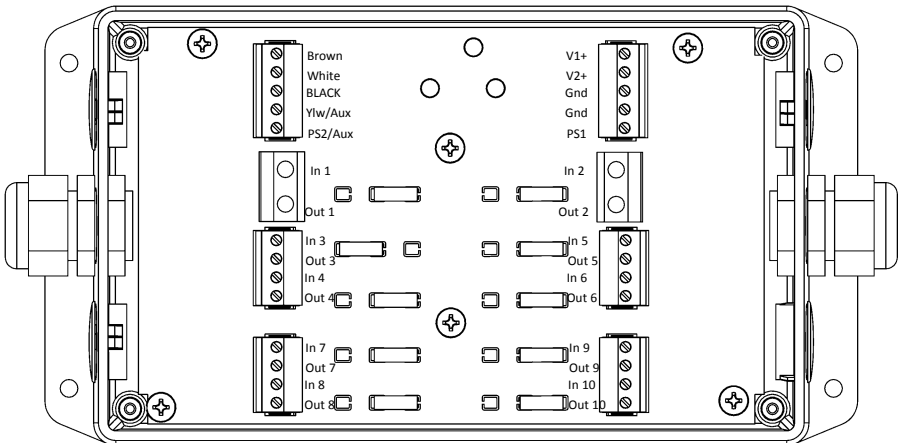 Brown
White
BLACK
Ylw/Aux
PS2/Aux
V1+
V2+
Gnd
Gnd
PS1
In 1
Out 1
In 2
Out 2
In 3
Out 3
In 4
Out 4
In 5
Out 5
In 6
Out 6
In 7
Out 7
In 8
Out 8
In 9
Out 9
In 10
Out 10